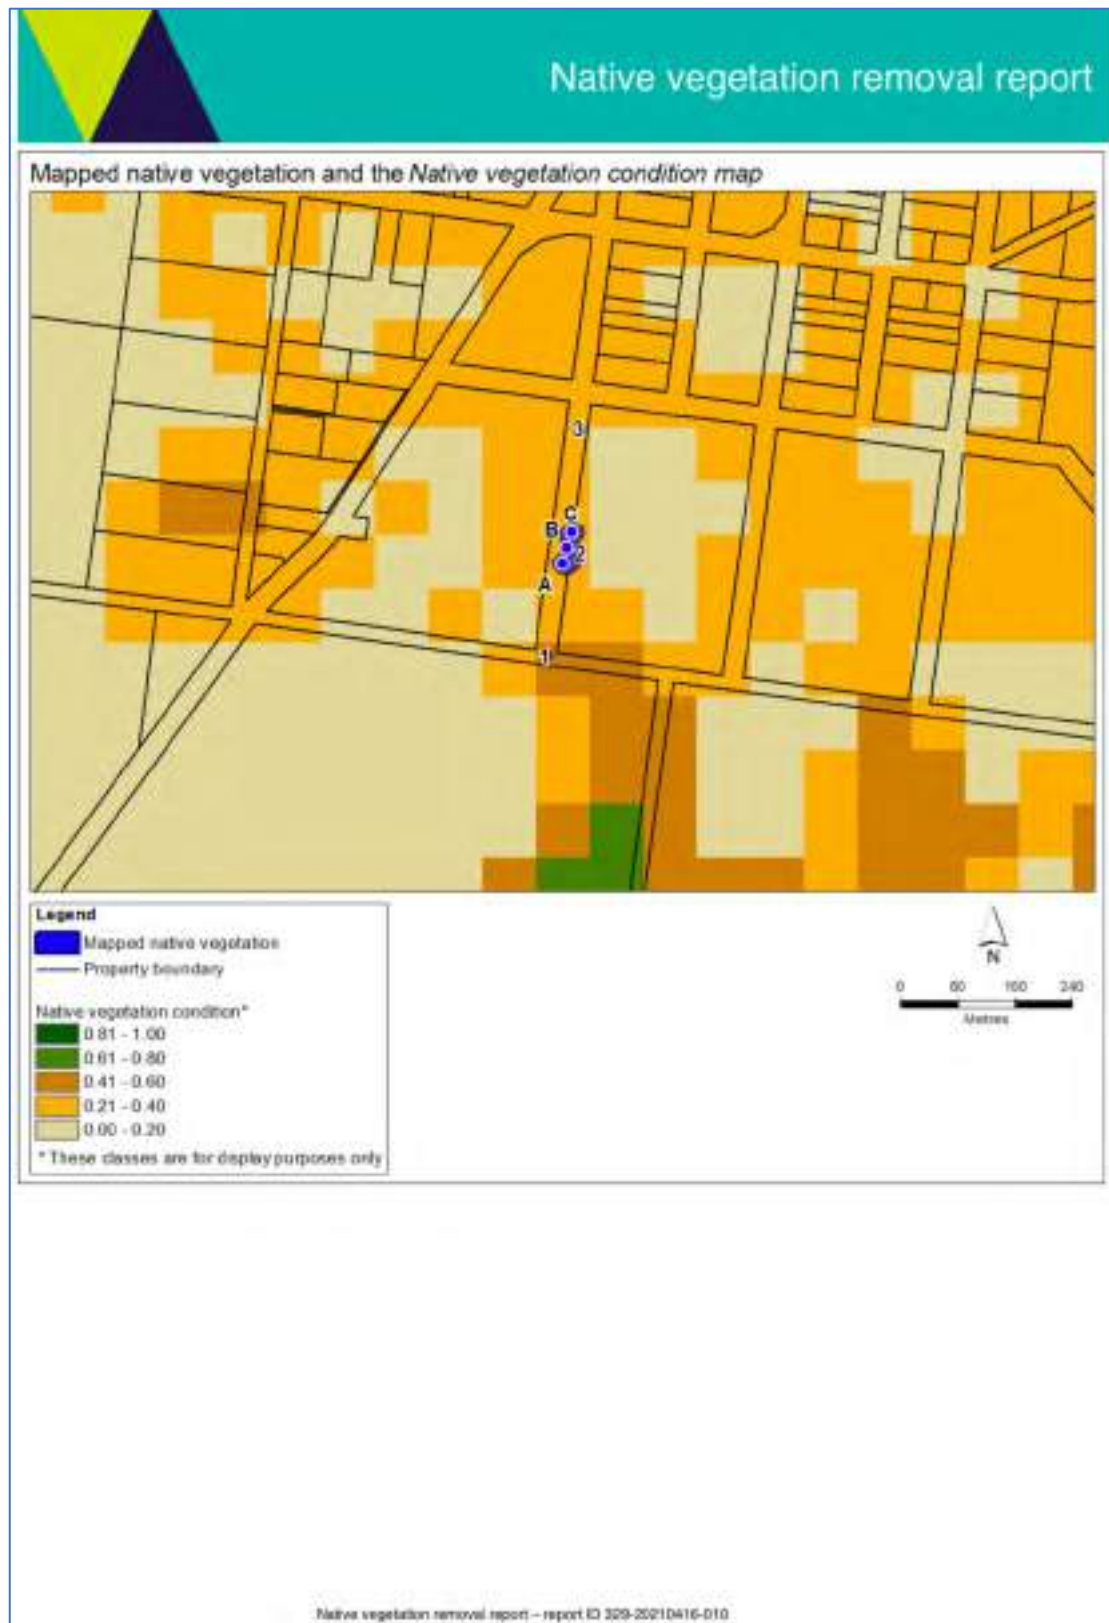 Native vegetation removal report
Mapped native vegetation and the Native vegetation condition map
3
C
B
2
A
1
Legend
Mapped native vegetation
Property boundary
Native vegetation condition*
0.81 - 1.00
0.61 - 0.80
0.41 - 0.60
0.21 - 0.40
0.00 - 0.20
* These classes are for display purposes only
N
0 80 160 240
Metres
Native vegetation removal report – report ID 329-20210416-010